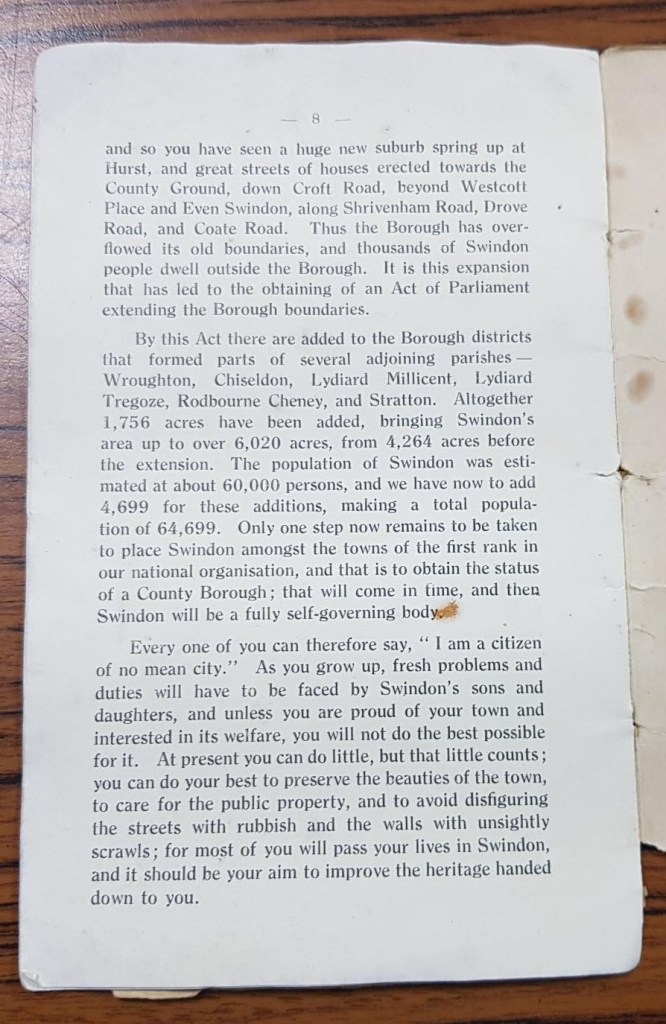 — 8 —
and so you have seen a huge new suburb spring up at
Hurst, and great streets of houses erected towards the
County Ground, down Croft Road, beyond Westcott
Place and Even Swindon, along Shrivenham Road, Drove
Road, and Coate Road. Thus the Borough has over-
flowed its old boundaries, and thousands of Swindon
people dwell outside the Borough. It is this expansion
that has led to the obtaining of an Act of Parliament
extending the Borough boundaries.
By this Act there are added to the Borough districts
that formed parts of several adjoining parishes —
Wroughton, Chiseldon, Lydiard Millicent, Lydiard
Tregoze, Rodbourne Cheney, and Stratton. Altogether
1,756 acres have been added, bringing Swindon's
area up to over 6,020 acres, from 4,264 acres before
the extension. The population of Swindon was esti-
mated at about 60,000 persons, and we have now to add
4,699 for these additions, making a total popula-
tion of 64,699. Only one step now remains to be taken
to place Swindon amongst the towns of the first rank in
our national organisation, and that is to obtain the status
of a County Borough; that will come in time, and then
Swindon will be a fully self-governing body.
Every one of you can therefore say, “ I am a citizen
of no mean city.” As you grow up, fresh problems and
duties will have to be faced by Swindon's sons and
daughters, and unless you are proud of your town and
interested in its welfare, you will not do the best possible
for it. At present you can do little, but that little counts;
you can do your best to preserve the beauties of the town,
to care for the public property, and to avoid disfiguring
the streets with rubbish and the walls with unsightly
scrawls; for most of you will pass your lives in Swindon,
and it should be your aim to improve the heritage handed
down to you.